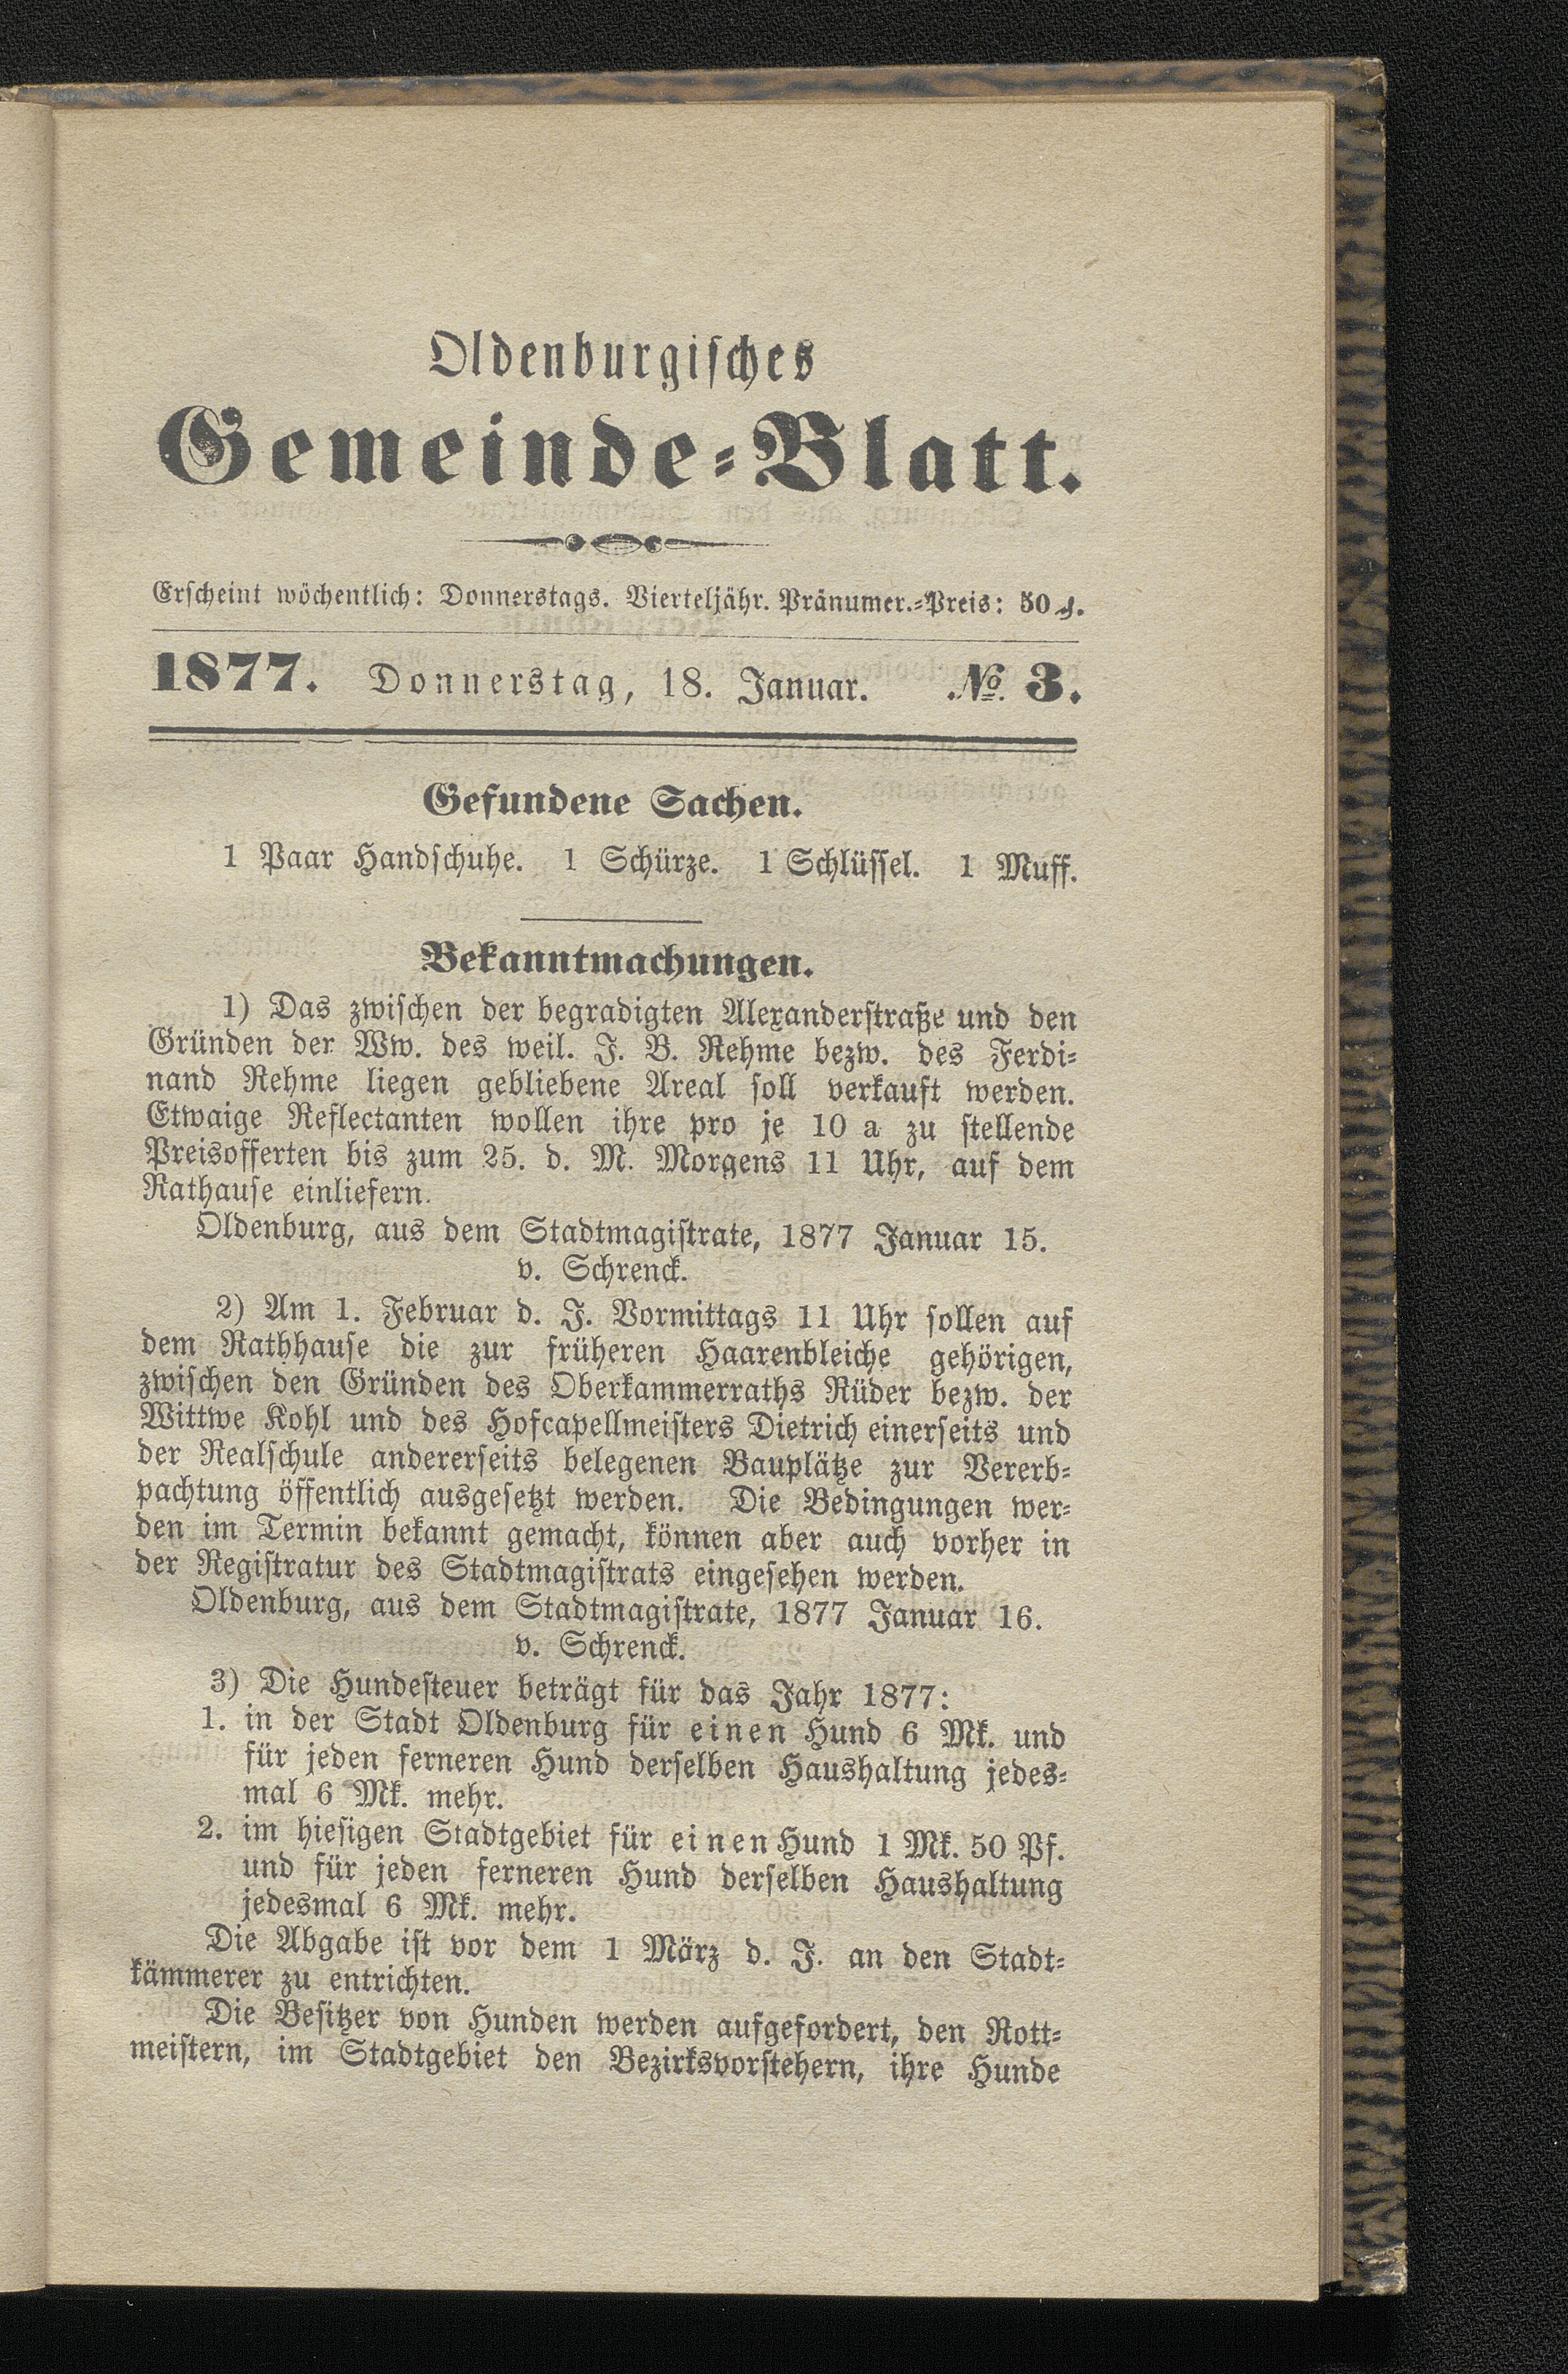 Oldenburgisches
Gemeinde-Blatt.
Erscheint wöchentlich: Donnerstags. Vierteljähr. Pränumer.-Preis: 50 ₰.
1877. Donnerstag, 18. Januar. №. 3.
Gefundene Sachen.
1 Paar Handschuhe. 1 Schürze. 1 Schlüssel. 1 Muff.
Bekanntmachungen.
1) Das zwischen der begradigten Alexanderstraße und den
Gründen der Ww. des weil. J. B. Rehme bezw. des Ferdi-
nand Rehme liegen gebliebene Areal soll verkauft werden.
Etwaige Reflectanten wollen ihre pro je 10 a zu stellende
Preisofferten bis zum 25. d. M. Morgens 11 Uhr, auf dem
Rathause einliefern.
Oldenburg, aus dem Stadtmagistrate, 1877 Januar 15.
v. Schrenck.
2) Am 1. Februar d. J. Vormittags 11 Uhr sollen auf
dem Rathhause die zur früheren Haarenbleiche gehörigen,
zwischen den Gründen des Oberkammerraths Rüder bezw. der
Wittwe Kohl und des Hofcapellmeisters Dietrich einerseits und
der Realschule andererseits belegenen Bauplätze zur Vererb-
pachtung öffentlich ausgesetzt werden. Die Bedingungen wer-
den im Termin bekannt gemacht, können aber auch vorher in
der Registratur des Stadtmagistrats eingesehen werden.
Oldenburg, aus dem Stadtmagistrate, 1877 Januar 16.
v. Schrenck.
3) Die Hundesteuer beträgt für das Jahr 1877:
1. in der Stadt Oldenburg für einen Hund 6 Mk. und
für jeden ferneren Hund derselben Haushaltung jedes-
mal 6 Mk. mehr.
2. im hiesigen Stadtgebiet für einen Hund 1 Mk. 50 Pf.
und für jeden ferneren Hund derselben Haushaltung
jedesmal 6 Mk. mehr.
Die Abgabe ist vor dem 1 März d. J. an den Stadt-
kämmerer zu entrichten.
Die Besitzer von Hunden werden aufgefordert, den Rott-
meistern, im Stadtgebiet den Bezirksvorstehern, ihre Hunde